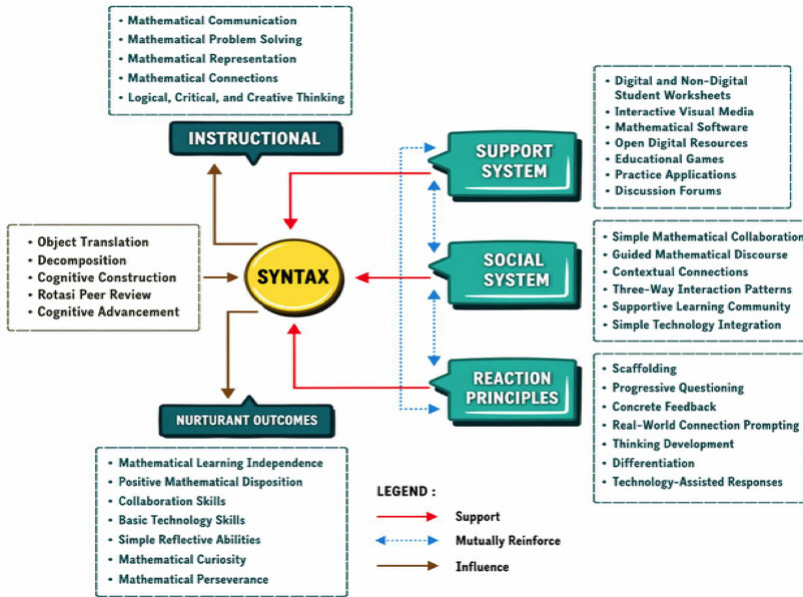 • Mathematical Communication
• Mathematical Problem Solving
• Mathematical Representation
• Mathematical Connections
• Logical, Critical, and Creative Thinking
INSTRUCTIONAL
• Object Translation
• Decomposition
• Cognitive Construction
• Rotasi Peer Review
• Cognitive Advancement
SYNTAX
NURTURANT OUTCOMES
• Mathematical Learning Independence
• Positive Mathematical Disposition
• Collaboration Skills
• Basic Technology Skills
• Simple Reflective Abilities
• Mathematical Curiosity
• Mathematical Perseverance
SUPPORT
SYSTEM
• Digital and Non-Digital
Student Worksheets
• Interactive Visual Media
• Mathematical Software
• Open Digital Resources
• Educational Games
• Practice Applications
• Discussion Forums
SOCIAL
SYSTEM
• Simple Mathematical Collaboration
• Guided Mathematical Discourse
• Contextual Connections
• Three-Way Interaction Patterns
• Supportive Learning Community
• Simple Technology Integration
REACTION
PRINCIPLES
• Scaffolding
• Progressive Questioning
• Concrete Feedback
• Real-World Connection Prompting
• Thinking Development
• Differentiation
• Technology-Assisted Responses
LEGEND :
Support
Mutually Reinforce
Influence